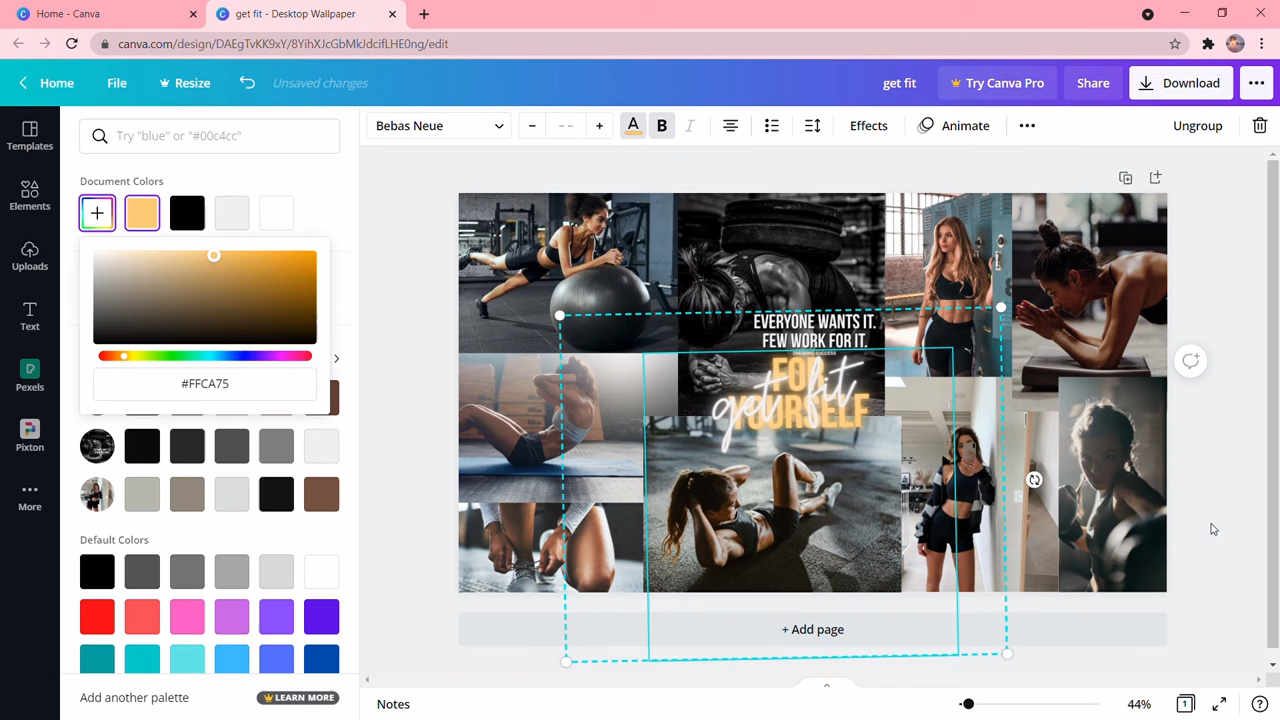 Home - Canva
get fit - Desktop Wallpaper
canva.com/design/DAEgTvKK9xY/8YihXJcGbMkJdcifLHE0ng/edit
Home
File
Resize
Unsaved changes
get fit
Try Canva Pro
Share
Download
Templates
Elements
Uploads
Text
Pexels
Pixton
More
Try "blue" or "#00c4cc"
Document Colors
#FFCA75
Default Colors
Add another palette
LEARN MORE
Bebas Neue
- -
A
B
I
Effects
Animate
Ungroup
EVERYONE WANTS IT.
FEW WORK FOR IT.
FOR
get fit
YOURSELF
+ Add page
Notes
44%
1